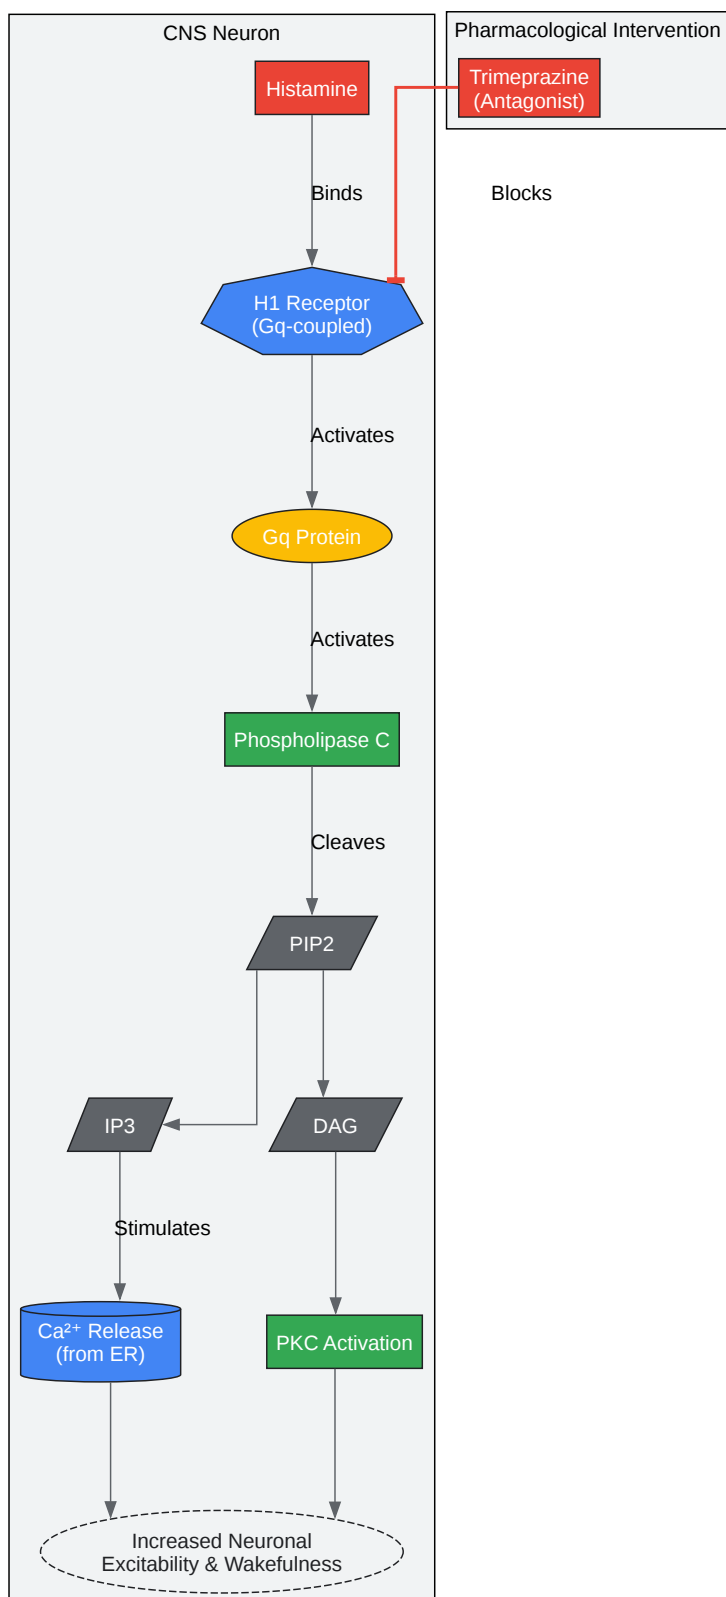 CNS Neuron
Pharmacological Intervention
Histamine
Trimeprazine
(Antagonist)
Binds
Blocks
H1 Receptor
(Gq-coupled)
Activates
Gq Protein
Activates
Phospholipase C
Cleaves
PIP2
IP3
DAG
Stimulates
Ca²⁺ Release
(from ER)
PKC Activation
Increased Neuronal
Excitability & Wakefulness